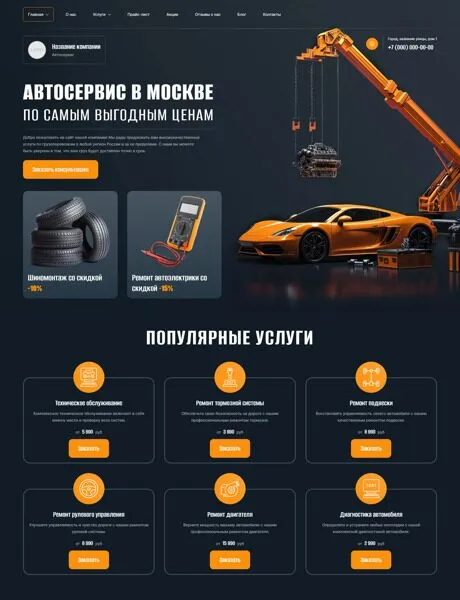 Главная О нас Услуги Прайс-лист Акции Отзывы о нас Блог Контакты
Название компании
Автосервис
Город, название улицы, дом 1
+7 (000) 000-00-00
АВТОСЕРВИС В МОСКВЕ
ПО САМЫМ ВЫГОДНЫМ ЦЕНАМ
Добро пожаловать на сайт нашей компании! Мы рады предложить вам высококачественные
услуги по грузоперевозкам в любой регион России и за ее пределами. С нами вы можете
быть уверены в том, что ваш груз будет доставлен точно в срок.
Заказать консультацию
Шиномонтаж со скидкой
-10%
Ремонт автоэлектрики со
скидкой -15%
ПОПУЛЯРНЫЕ УСЛУГИ
Техническое обслуживание
Комплексное техническое обслуживание включает в себя
замену масла и проверку всех систем.
от 5 000 руб
Заказать
Ремонт тормозной системы
Обеспечьте свою безопасность на дороге с нашим
профессиональным ремонтом тормозов.
от 3 000 руб
Заказать
Ремонт подвески
Восстановите управляемость своего автомобиля с нашим
качественным ремонтом подвески.
от 8 000 руб
Заказать
Ремонт рулевого управления
Улучшите управляемость и чувство дороги с нашим ремонтом
рулевой системы.
от 6 000 руб
Заказать
Ремонт двигателя
Верните мощность вашему автомобилю с нашим
профессиональным ремонтом двигателя.
от 15 000 руб
Заказать
TEST
Диагностика автомобиля
Определите и устраните любые неполадки с нашей
комплексной диагностикой автомобилей.
от 2 000 руб
Заказать